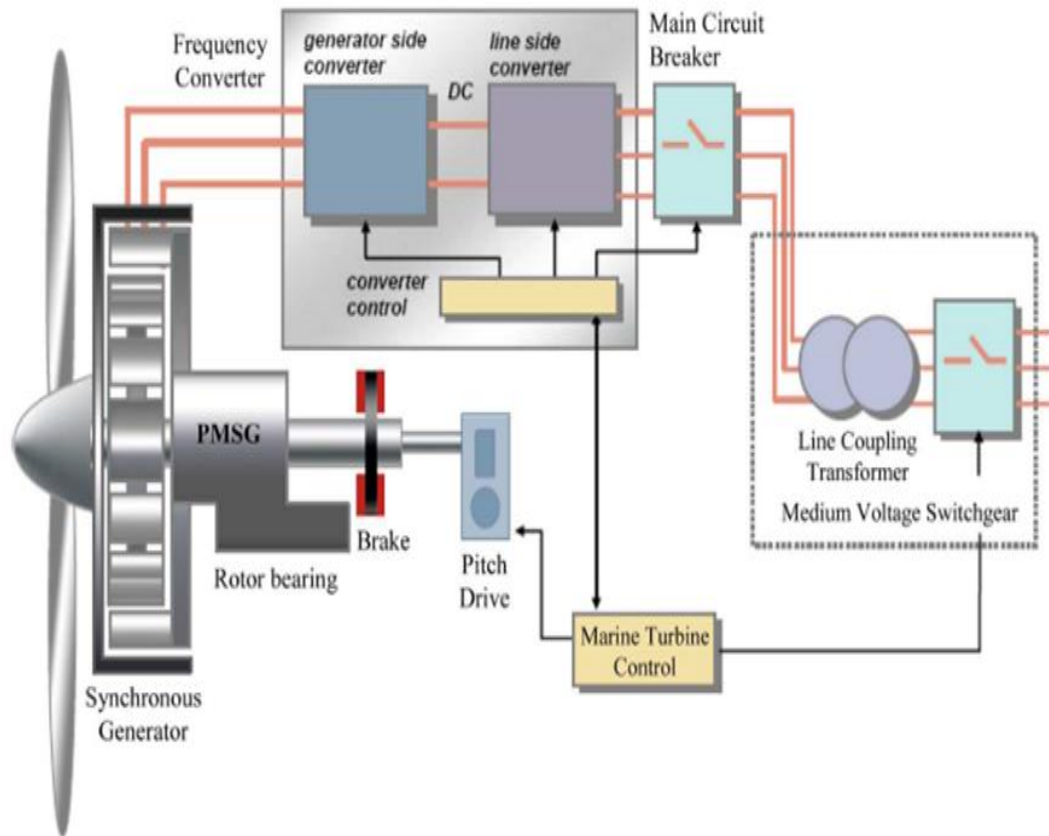 Frequency
Converter
generator side
converter
DC
line side
converter
Main Circuit
Breaker
converter
control
PMSG
Brake
Rotor bearing
Pitch
Drive
Line Coupling
Transformer
Medium Voltage Switchgear
Marine Turbine
Control
Synchronous
Generator